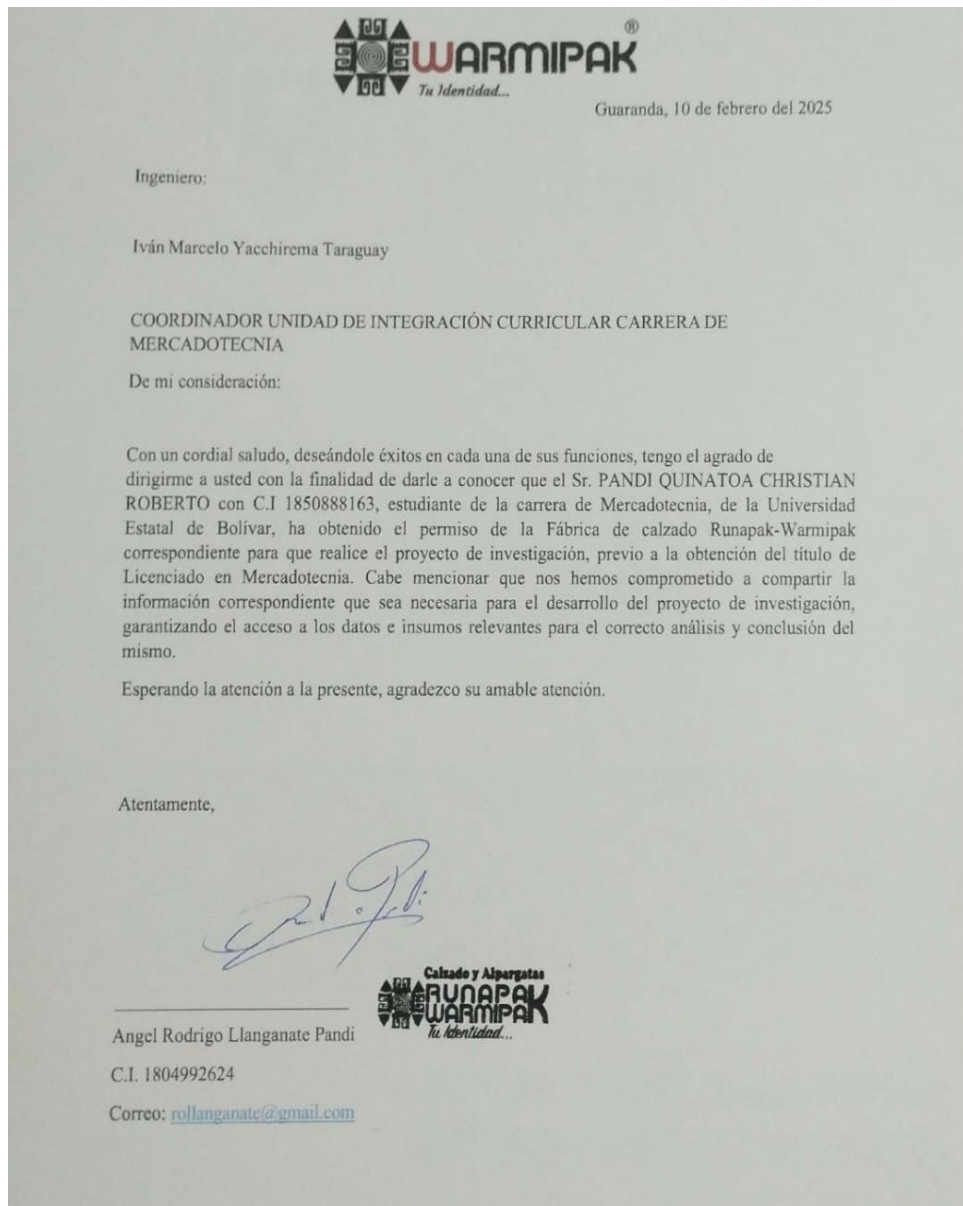 WARMIPAK®
Tu Identidad...
Guaranda, 10 de febrero del 2025
Ingeniero:
Iván Marcelo Yacchirema Taraguay
COORDINADOR UNIDAD DE INTEGRACIÓN CURRICULAR CARRERA DE
MERCADOTECNIA
De mi consideración:
Con un cordial saludo, deseándole éxitos en cada una de sus funciones, tengo el agrado de
dirigirme a usted con la finalidad de darle a conocer que el Sr. PANDI QUINATOA CHRISTIAN
ROBERTO con C.I 1850888163, estudiante de la carrera de Mercadotecnia, de la Universidad
Estatal de Bolívar, ha obtenido el permiso de la Fábrica de calzado Runapak-Warmipak
correspondiente para que realice el proyecto de investigación, previo a la obtención del título de
Licenciado en Mercadotecnia. Cabe mencionar que nos hemos comprometido a compartir la
información correspondiente que sea necesaria para el desarrollo del proyecto de investigación,
garantizando el acceso a los datos e insumos relevantes para el correcto análisis y conclusión del
mismo.
Esperando la atención a la presente, agradezco su amable atención.
Atentamente,
Calzado y Alpargatas
RUNAPAK
WARMIPAK
Tu Identidad...
Angel Rodrigo Llanganate Pandi
C.I. 1804992624
Correo: rollanganate@gmail.com